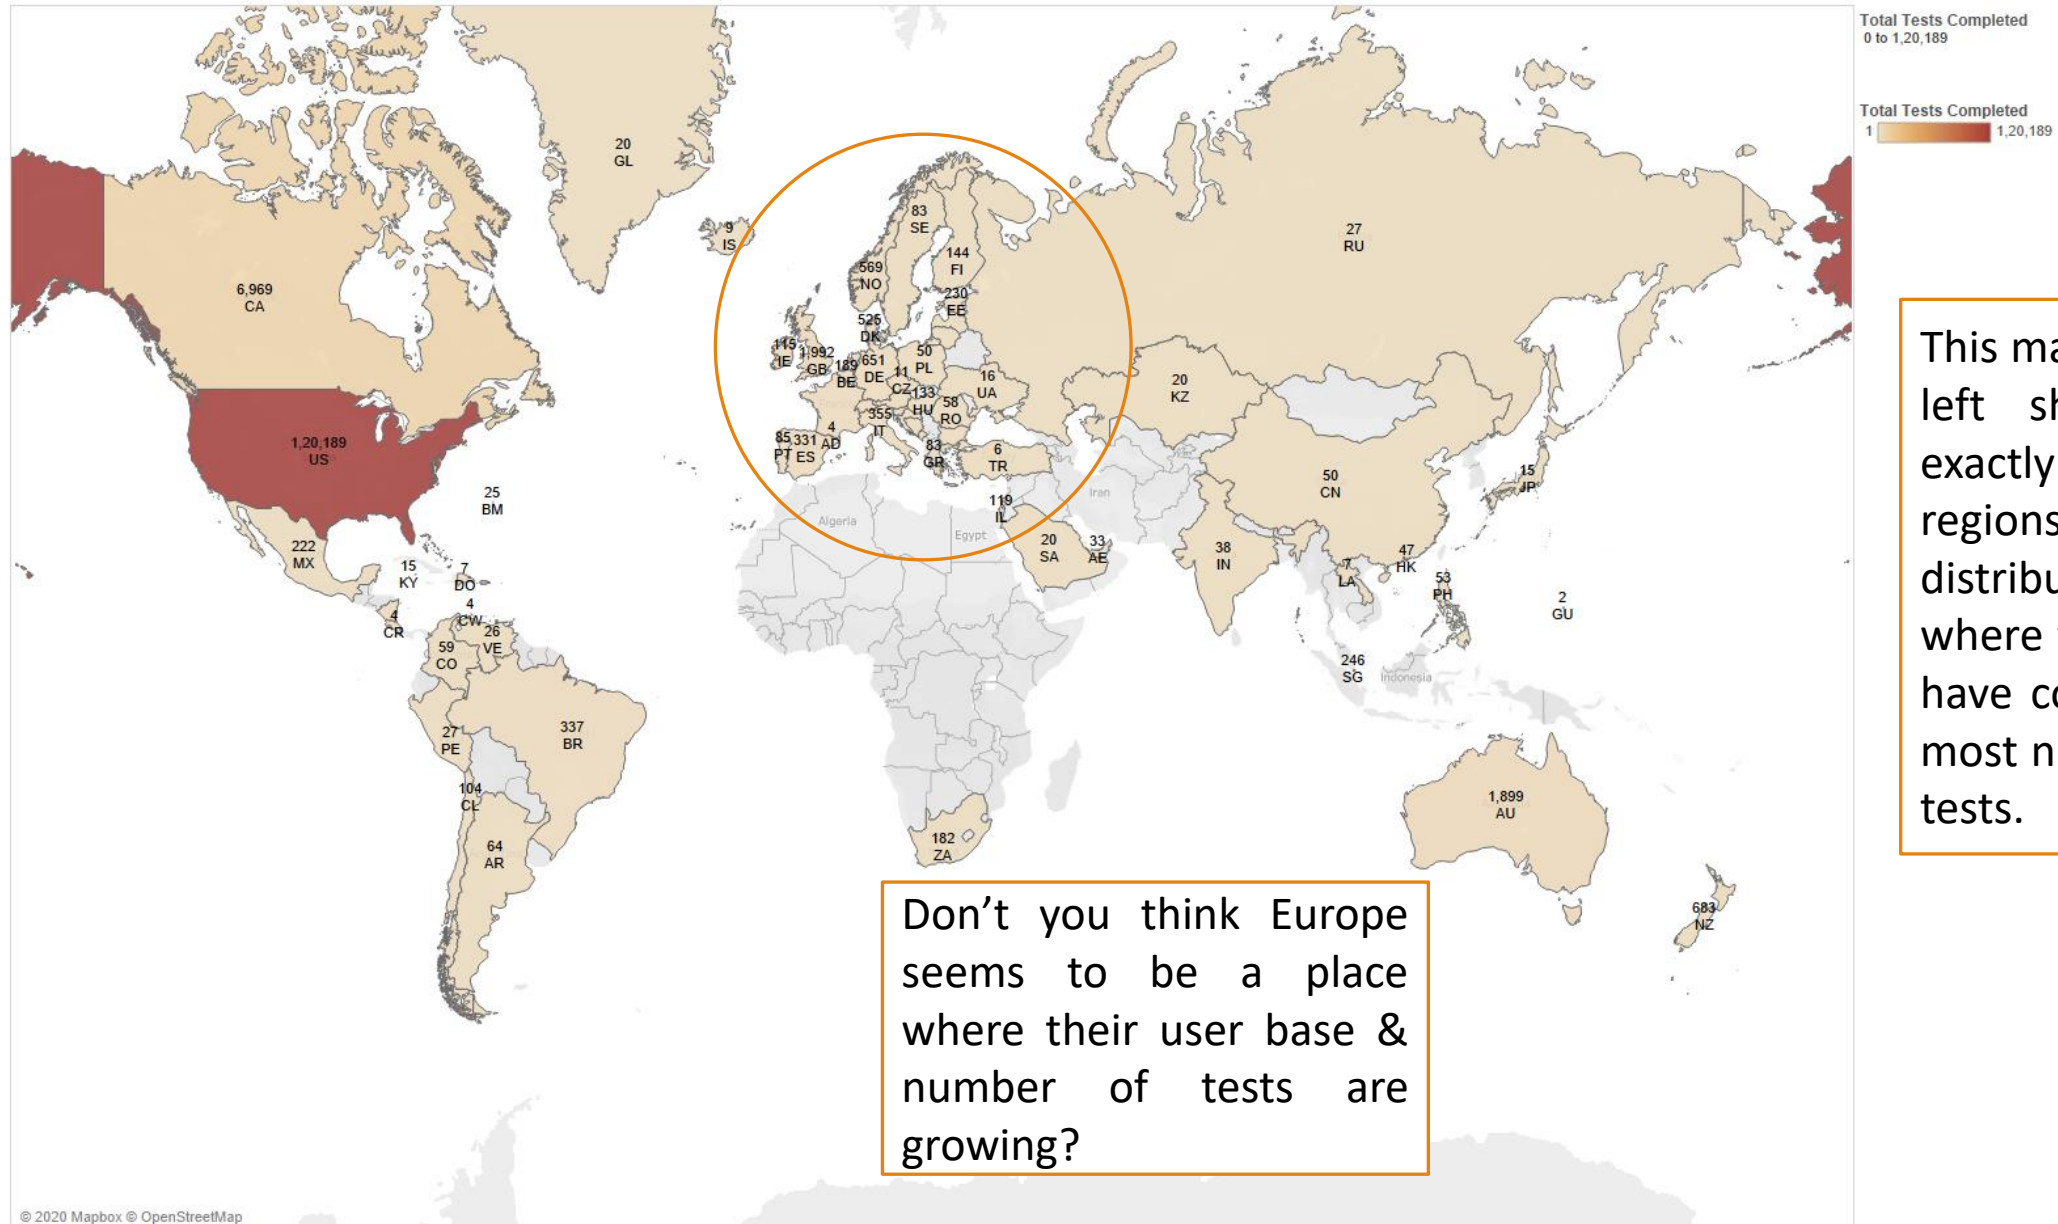 Total Tests Completed
0 to 1,20,189
Total Tests Completed
1 1,20,189
20
GL
9
IS
83
SE
27
RU
144
FI
569
NO
6,969
CA
230
EE
525
DK
115
IE
1,992
GB
189
BE
651
DE
50
PL
11
CZ
16
UA
20
KZ
133
HU
58
RO
355
IT
4
AD
85
PT
331
ES
83
GR
6
TR
1,20,189
US
25
BM
119
IL
Iran
50
CN
15
JP
Algeria
Egypt
222
MX
20
SA
33
AE
38
IN
47
HK
7
LA
53
PH
2
GU
15
KY
7
DO
4
CW
4
CR
26
VE
59
CO
246
SG
Indonesia
27
PE
337
BR
104
CL
64
AR
182
ZA
1,899
AU
683
NZ
This ma
left sh
exactly
regions
distribu
where
have co
most n
tests.
Don’t you think Europe
seems to be a place
where their user base &
number of tests are
growing?
© 2020 Mapbox © OpenStreetMap